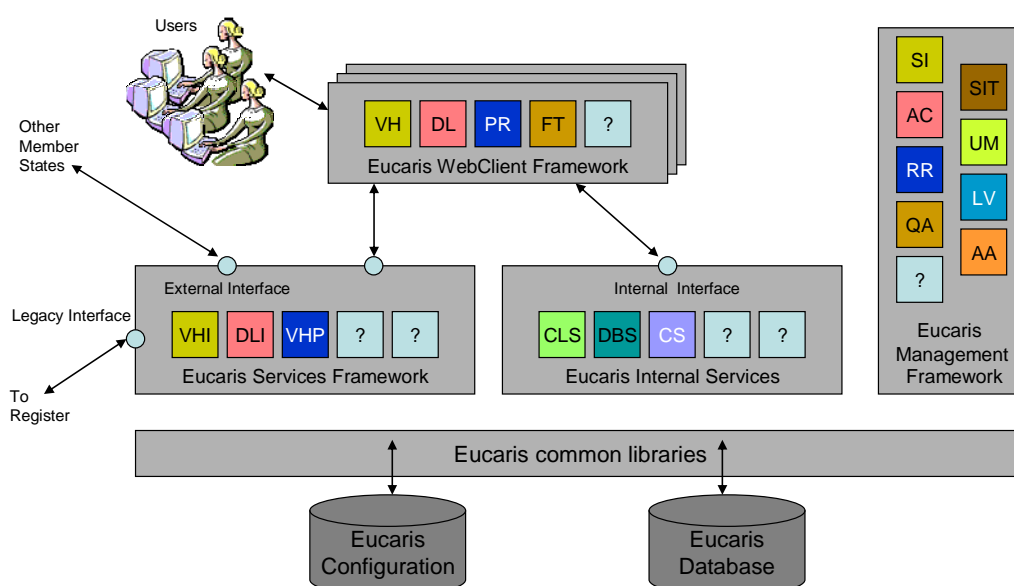 Users
VH DL PR FT ?
Eucaris WebClient Framework
Other
Member
States
External Interface
Legacy Interface
VHI DLI VHP ? ?
Eucaris Services Framework
To
Register
Internal Interface
CLS DBS CS ? ?
Eucaris Internal Services
SI
SIT
AC
UM
RR
LV
QA
AA
?
Eucaris
Management
Framework
Eucaris common libraries
Eucaris
Configuration
Eucaris
Database